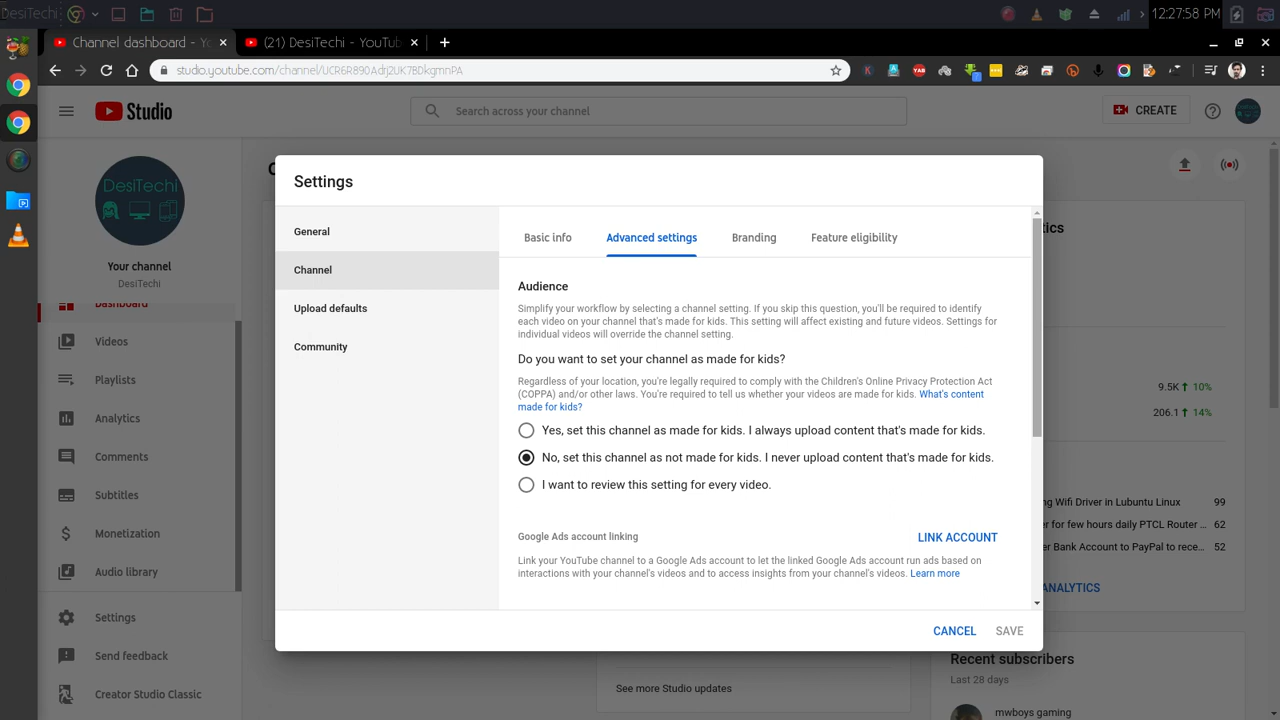 DesiTechi
12:27:58 PM
Channel dashboard - Y
(21) DesiTechi - YouTub
studio.youtube.com/channel/UCR6R890Adrj2UK7BDkgmnPA
Studio
Search across your channel
CREATE
DesiTechi
Your channel
DesiTechi
Dashboard
Videos
Playlists
Analytics
Comments
Subtitles
Monetization
Audio library
Settings
Send feedback
Creator Studio Classic
Settings
General
Channel
Upload defaults
Community
Basic info
Advanced settings
Branding
Feature eligibility
Audience
Simplify your workflow by selecting a channel setting. If you skip this question, you'll be required to identify
each video on your channel that's made for kids. This setting will affect existing and future videos. Settings for
individual videos will override the channel setting.
Do you want to set your channel as made for kids?
Regardless of your location, you're legally required to comply with the Children's Online Privacy Protection Act
(COPPA) and/or other laws. You're required to tell us whether your videos are made for kids. What's content
made for kids?
Yes, set this channel as made for kids. I always upload content that's made for kids.
No, set this channel as not made for kids. I never upload content that's made for kids.
I want to review this setting for every video.
Google Ads account linking
LINK ACCOUNT
Link your YouTube channel to a Google Ads account to let the linked Google Ads account run ads based on
interactions with your channel's videos and to access insights from your channel's videos. Learn more
CANCEL
SAVE
tics
9.5K 10%
206.1 14%
ng Wifi Driver in Lubuntu Linux 99
er for few hours daily PTCL Router ... 62
er Bank Account to PayPal to rece... 52
ANALYTICS
See more Studio updates
Recent subscribers
Last 28 days
mwboys gaming